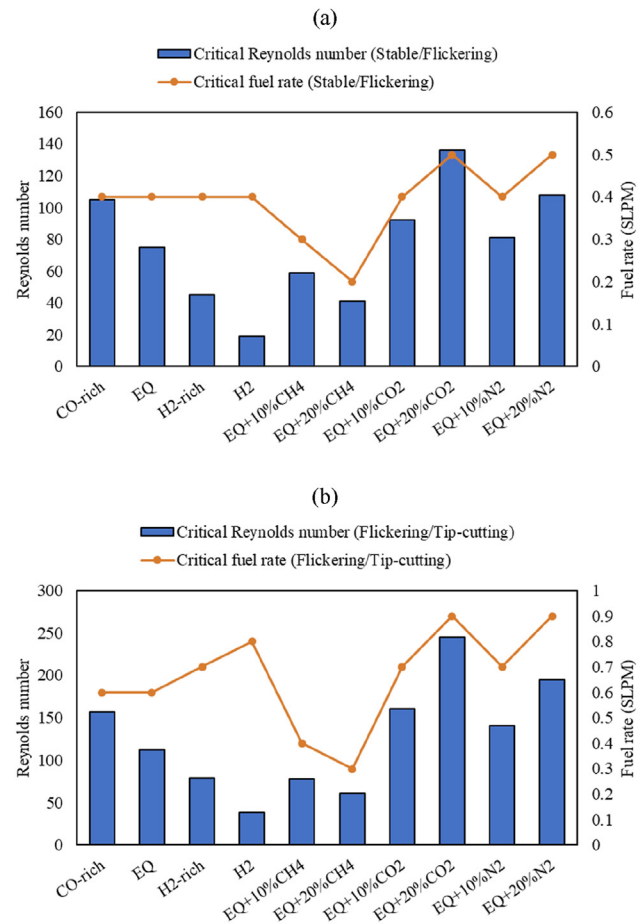 (a)
Critical Reynolds number (Stable/Flickering)
Critical fuel rate (Stable/Flickering)
160
140
120
100
80
60
40
20
0
Reynolds number
0.6
0.5
0.4
0.3
0.2
0.1
0
Fuel rate (SLPM)
CO-rich
EQ
H2-rich
H2
EQ+10%CH4
EQ+20%CH4
EQ+10%CO2
EQ+20%CO2
EQ+10%N2
EQ+20%N2
(b)
Critical Reynolds number (Flickering/Tip-cutting)
Critical fuel rate (Flickering/Tip-cutting)
300
250
200
150
100
50
0
Reynolds number
1
0.9
0.8
0.7
0.6
0.5
0.4
0.3
0.2
0.1
0
Fuel rate (SLPM)
CO-rich
EQ
H2-rich
H2
EQ+10%CH4
EQ+20%CH4
EQ+10%CO2
EQ+20%CO2
EQ+10%N2
EQ+20%N2